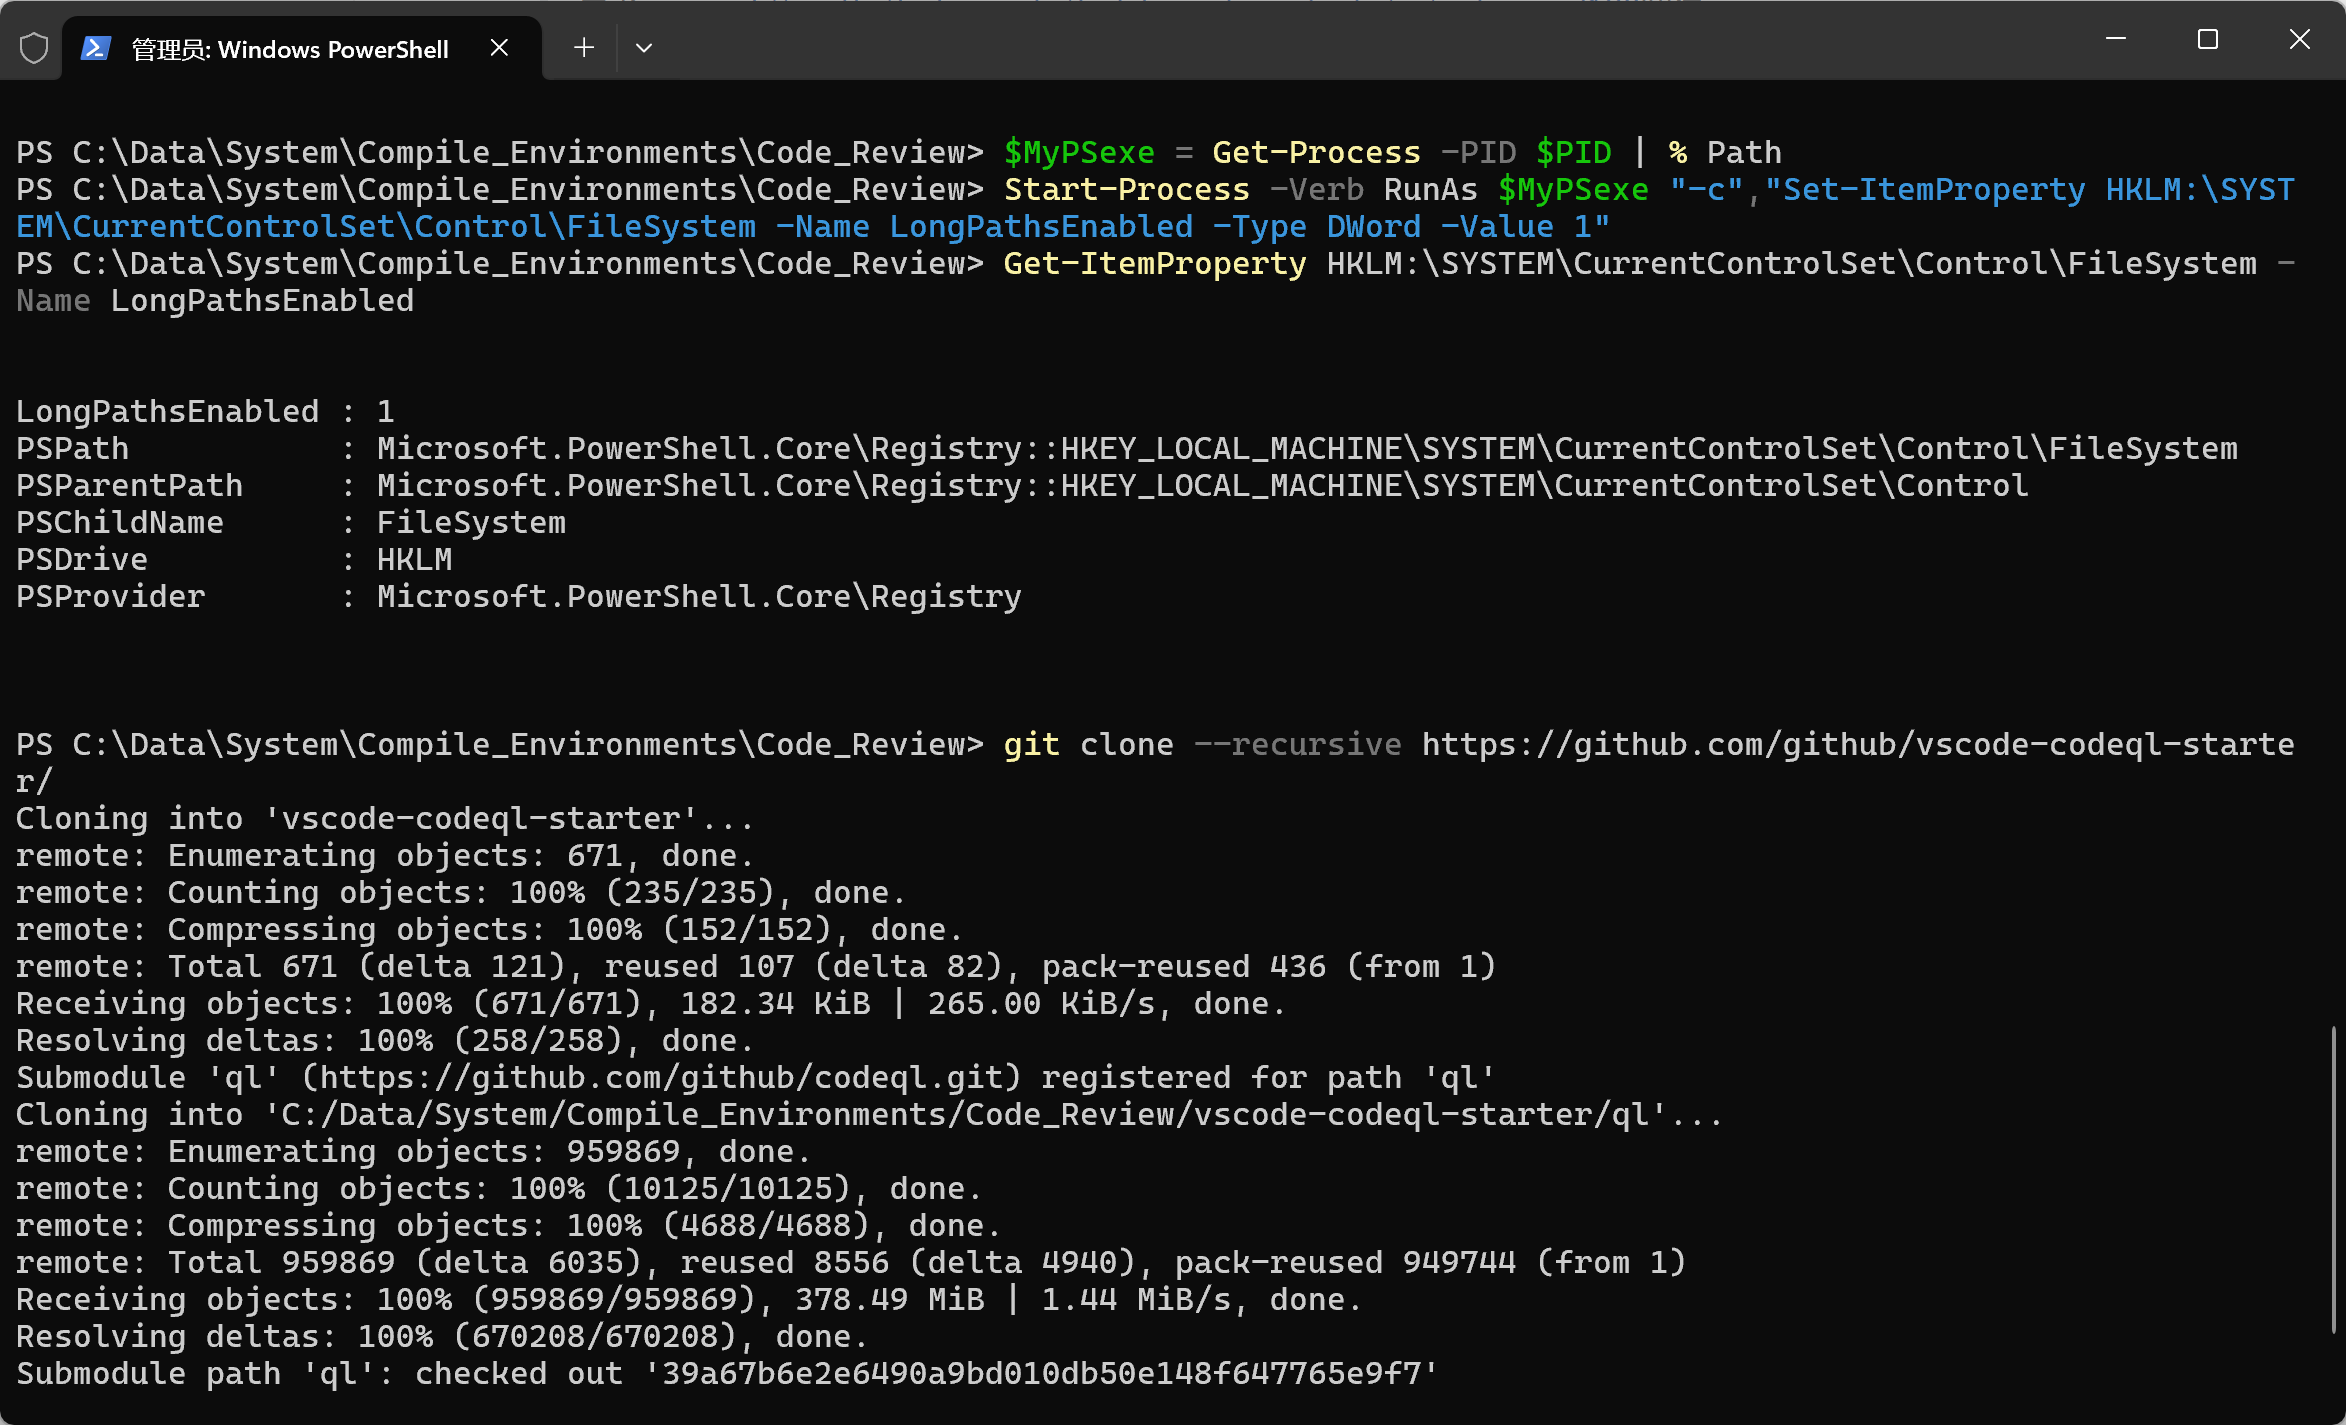 管理员: Windows PowerShell
PS C:\Data\System\Compile_Environments\Code_Review> $MyPSexe = Get-Process -PID $PID | % Path
PS C:\Data\System\Compile_Environments\Code_Review> Start-Process -Verb RunAs $MyPSexe "-c","Set-ItemProperty HKLM:\SYST
EM\CurrentControlSet\Control\FileSystem -Name LongPathsEnabled -Type DWord -Value 1"
PS C:\Data\System\Compile_Environments\Code_Review> Get-ItemProperty HKLM:\SYSTEM\CurrentControlSet\Control\FileSystem -
Name LongPathsEnabled
LongPathsEnabled : 1
PSPath           : Microsoft.PowerShell.Core\Registry::HKEY_LOCAL_MACHINE\SYSTEM\CurrentControlSet\Control\FileSystem
PSParentPath     : Microsoft.PowerShell.Core\Registry::HKEY_LOCAL_MACHINE\SYSTEM\CurrentControlSet\Control
PSChildName      : FileSystem
PSDrive          : HKLM
PSProvider       : Microsoft.PowerShell.Core\Registry
PS C:\Data\System\Compile_Environments\Code_Review> git clone --recursive https://github.com/github/vscode-codeql-starte
r/
Cloning into 'vscode-codeql-starter'...
remote: Enumerating objects: 671, done.
remote: Counting objects: 100% (235/235), done.
remote: Compressing objects: 100% (152/152), done.
remote: Total 671 (delta 121), reused 107 (delta 82), pack-reused 436 (from 1)
Receiving objects: 100% (671/671), 182.34 KiB | 265.00 KiB/s, done.
Resolving deltas: 100% (258/258), done.
Submodule 'ql' (https://github.com/github/codeql.git) registered for path 'ql'
Cloning into 'C:/Data/System/Compile_Environments/Code_Review/vscode-codeql-starter/ql'...
remote: Enumerating objects: 959869, done.
remote: Counting objects: 100% (10125/10125), done.
remote: Compressing objects: 100% (4688/4688), done.
remote: Total 959869 (delta 6035), reused 8556 (delta 4940), pack-reused 949744 (from 1)
Receiving objects: 100% (959869/959869), 378.49 MiB | 1.44 MiB/s, done.
Resolving deltas: 100% (670208/670208), done.
Submodule path 'ql': checked out '39a67b6e2e6490a9bd010db50e148f647765e9f7'